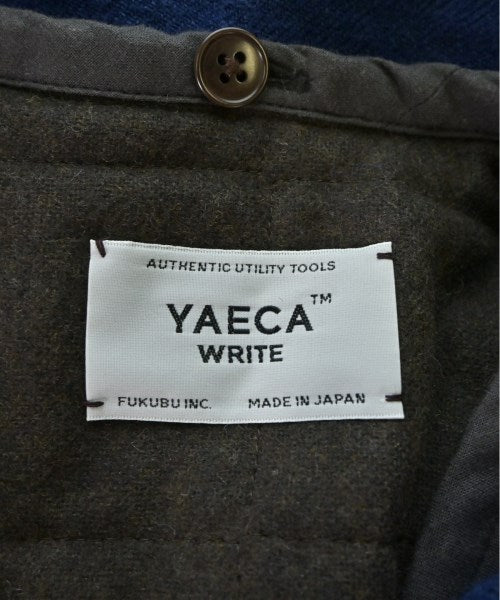 AUTHENTIC UTILITY TOOLS
YAECA™
WRITE
FUKUBU INC. MADE IN JAPAN